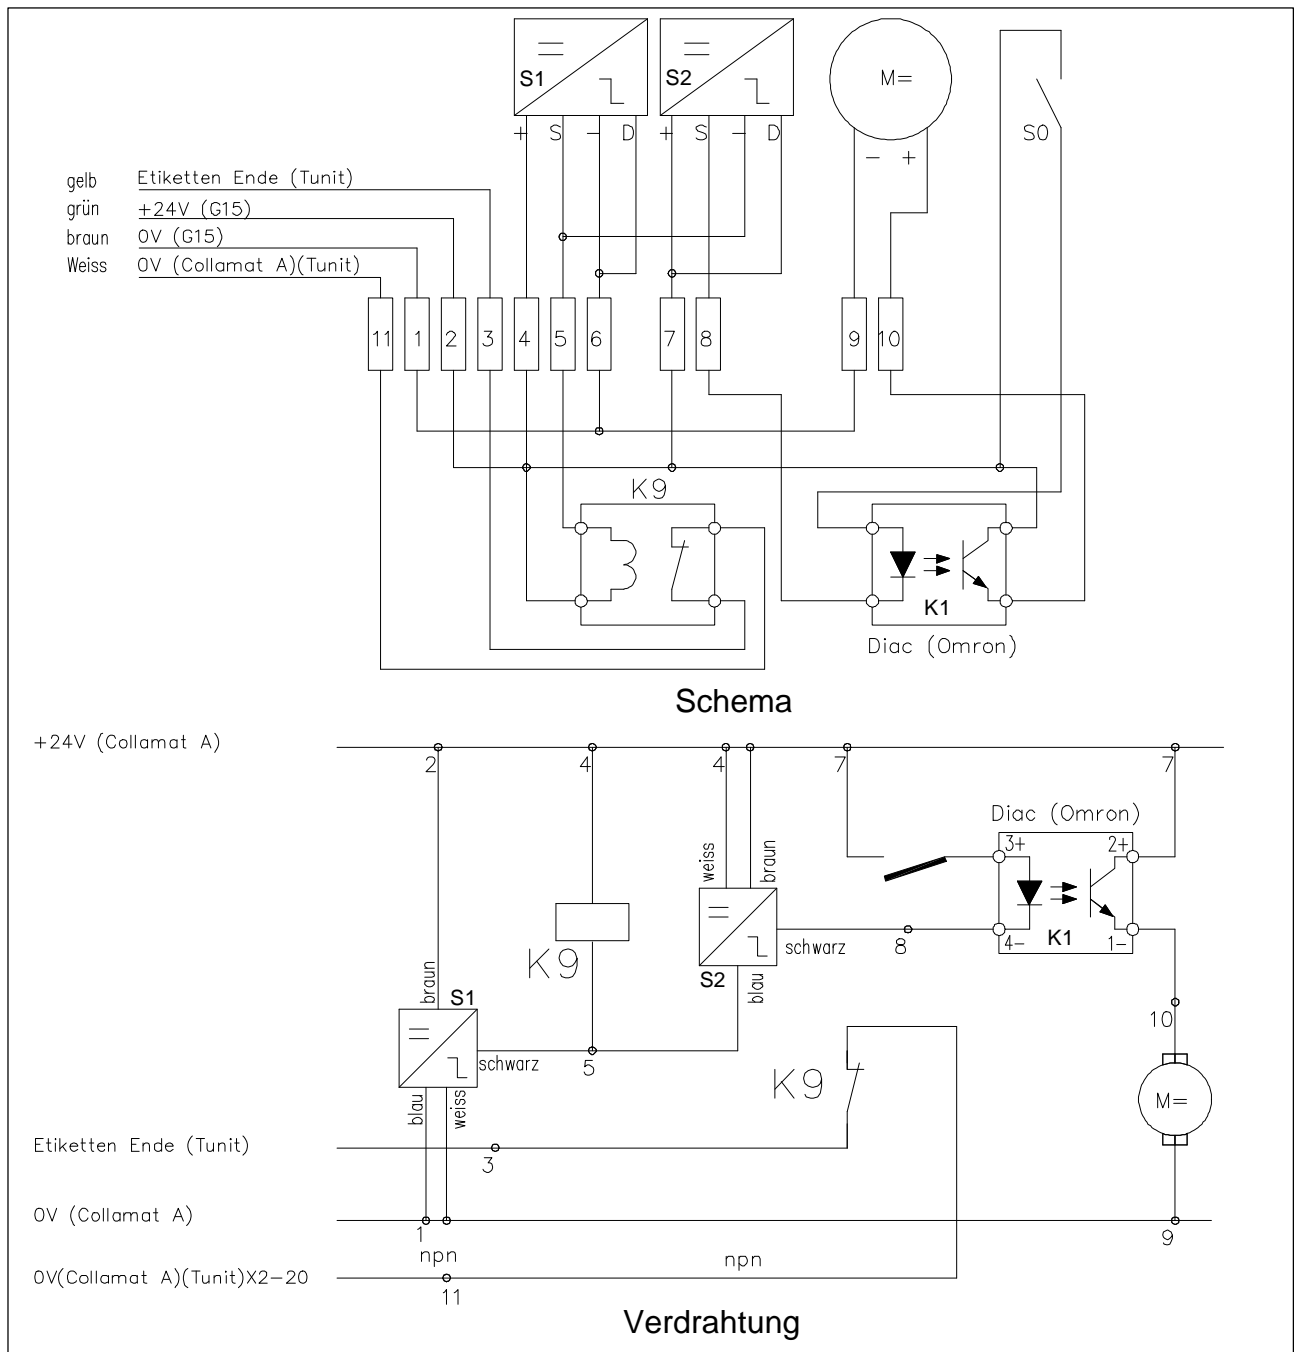 S1
S2
M=
S0
+ S - D
+ S - D
- +
gelb Etiketten Ende (Tunit)
grün +24V (G15)
braun 0V (G15)
Weiss 0V (Collamat A)(Tunit)
11 1 2 3 4 5 6 7 8 9 10
K9
K1
Diac (Omron)
Schema
+24V (Collamat A)
2 4 4 7 7
Diac (Omron)
3+ 2+
weiss
braun
K9
schwarz
8
4- K1 1-
S2
blau
braun
S1
10
schwarz
5
K9
M=
blau
weiss
Etiketten Ende (Tunit)
3
0V (Collamat A)
1
9
npn npn
0V(Collamat A)(Tunit)X2-20
11
Verdrahtung